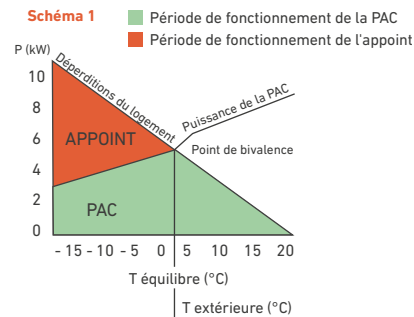 Schéma 1
Période de fonctionnement de la PAC
Période de fonctionnement de l'appoint
P (kW)
10
8
6
4
2
0
Déperditions du logement
Puissance de la PAC
APPOINT
Point de bivalence
PAC
- 15 - 10 - 5 0 5 10 15 20
T équilibre (°C)
T extérieure (°C)